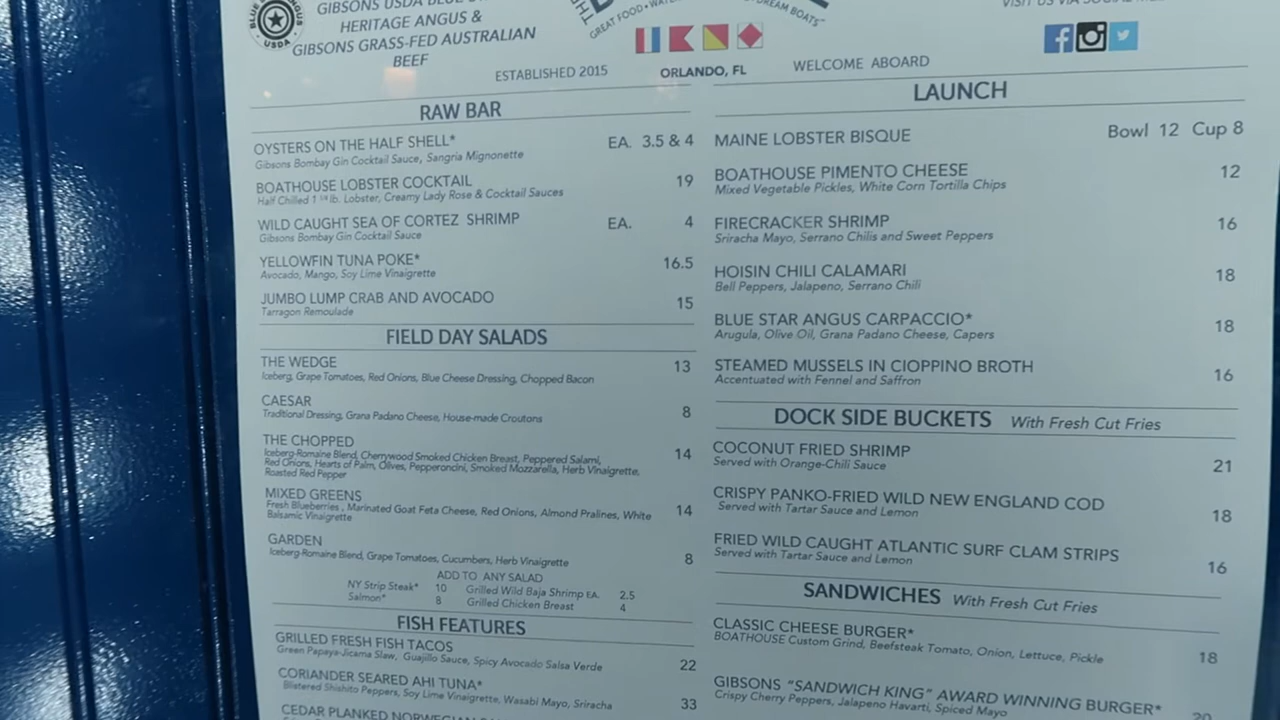 GIBSONS USDA BLUE
HERITAGE ANGUS &
GIBSONS GRASS-FED AUSTRALIAN
BEEF
USDA
THE
GREAT FOOD
DREAM BOATS
VISIT US VIA SOCIAL
ESTABLISHED 2015
ORLANDO, FL
WELCOME ABOARD
RAW BAR
OYSTERS ON THE HALF SHELL* EA. 3.5 & 4
Gibsons Bombay Gin Cocktail Sauce, Sangria Mignonette
BOATHOUSE LOBSTER COCKTAIL 19
Half Chilled 1 1/4 lb. Lobster, Creamy Lady Rose & Cocktail Sauces
WILD CAUGHT SEA OF CORTEZ SHRIMP EA. 4
Gibsons Bombay Gin Cocktail Sauce
YELLOWFIN TUNA POKE* 16.5
Avocado, Mango, Soy Lime Vinaigrette
JUMBO LUMP CRAB AND AVOCADO 15
Tarragon Remoulade
FIELD DAY SALADS
THE WEDGE 13
Iceberg, Grape Tomatoes, Red Onions, Blue Cheese Dressing, Chopped Bacon
CAESAR 8
Traditional Dressing, Grana Padano Cheese, House-made Croutons
THE CHOPPED 14
Iceberg-Romaine Blend, Cherrywood Smoked Chicken Breast, Peppered Salami,
Red Onions, Hearts of Palm, Olives, Pepperoncini, Smoked Mozzarella, Herb Vinaigrette,
Roasted Red Pepper
MIXED GREENS 14
Fresh Blueberries , Marinated Goat Feta Cheese, Red Onions, Almond Pralines, White
Balsamic Vinaigrette
GARDEN 8
Iceberg-Romaine Blend, Grape Tomatoes, Cucumbers, Herb Vinaigrette
ADD TO ANY SALAD
NY Strip Steak* 10 Grilled Wild Baja Shrimp EA. 2.5
Salmon* 8 Grilled Chicken Breast 4
FISH FEATURES
GRILLED FRESH FISH TACOS 22
Green Papaya-Jicama Slaw, Guajillo Sauce, Spicy Avocado Salsa Verde
CORIANDER SEARED AHI TUNA* 33
Blistered Shishito Peppers, Soy Lime Vinaigrette, Wasabi Mayo, Sriracha
CEDAR PLANKED NORWEGIAN
LAUNCH
MAINE LOBSTER BISQUE Bowl 12 Cup 8
BOATHOUSE PIMENTO CHEESE 12
Mixed Vegetable Pickles, White Corn Tortilla Chips
FIRECRACKER SHRIMP 16
Sriracha Mayo, Serrano Chilis and Sweet Peppers
HOISIN CHILI CALAMARI 18
Bell Peppers, Jalapeno, Serrano Chili
BLUE STAR ANGUS CARPACCIO* 18
Arugula, Olive Oil, Grana Padano Cheese, Capers
STEAMED MUSSELS IN CIOPPINO BROTH 16
Accentuated with Fennel and Saffron
DOCK SIDE BUCKETS With Fresh Cut Fries
COCONUT FRIED SHRIMP 21
Served with Orange-Chili Sauce
CRISPY PANKO-FRIED WILD NEW ENGLAND COD 18
Served with Tartar Sauce and Lemon
FRIED WILD CAUGHT ATLANTIC SURF CLAM STRIPS 16
Served with Tartar Sauce and Lemon
SANDWICHES With Fresh Cut Fries
CLASSIC CHEESE BURGER* 18
BOATHOUSE Custom Grind, Beefsteak Tomato, Onion, Lettuce, Pickle
GIBSONS "SANDWICH KING" AWARD WINNING BURGER* 20
Crispy Cherry Peppers, Jalapeno Havarti, Spiced Mayo